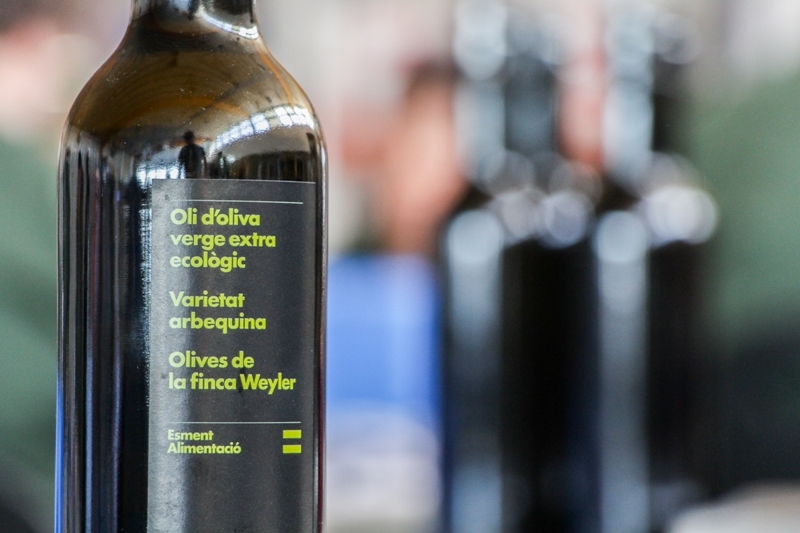 Oli d'oliva
verge extra
ecològic
Varietat
arbequina
Olives de
la finca Weyler
Esment
Alimentació